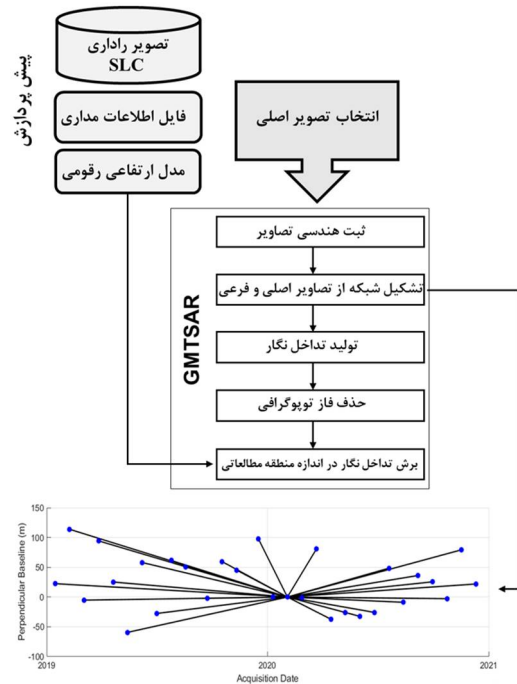 تصویر راداری
SLC
پیش پردازش
فایل اطلاعات مداری
مدل ارتفاعی رقومی
انتخاب تصویر اصلی
GMTSAR
ثبت هندسی تصاویر
تشکیل شبکه از تصاویر اصلی و فرعی
تولید تداخل نگار
حذف فاز توپوگرافی
برش تداخل نگار در اندازه منطقه مطالعاتی
Perpendicular Baseline (m)
150
100
50
0
-50
-100
2019
2020
2021
Acquisition Date